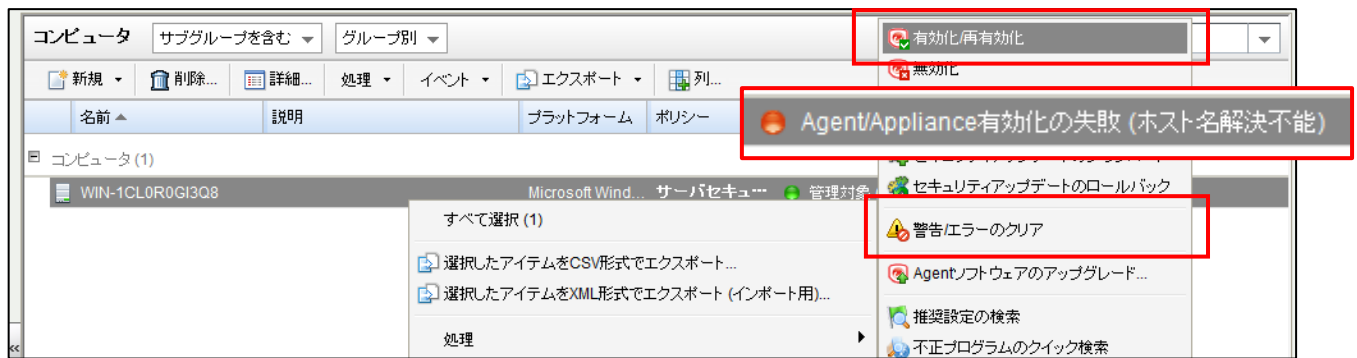 コンピュータ サブグループを含む グループ別
新規 削除... 詳細... 処理 イベント エクスポート 列...
名前 説明 プラットフォーム ポリシー
コンピュータ (1)
WIN-1CL0R0GI3Q8 Microsoft Wind... サーバセキュ… 管理対象
すべて選択 (1)
選択したアイテムをCSV形式でエクスポート...
選択したアイテムをXML形式でエクスポート (インポート用)...
処理
有効化/再有効化
無効化
Agent/Appliance有効化の失敗 (ホスト名解決不能)
セキュリティアップデートのロールバック
警告/エラーのクリア
Agentソフトウェアのアップグレード...
推奨設定の検索
不正プログラムのクイック検索